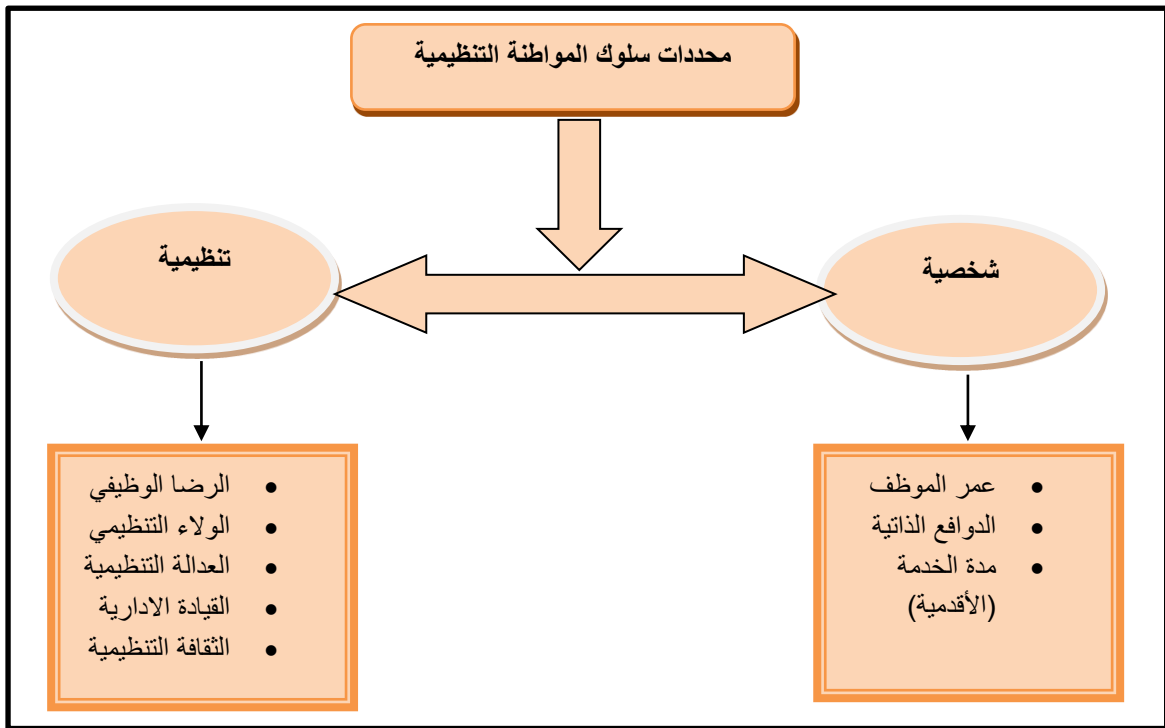 محددات سلوك المواطنة التنظيمية
شخصية
تنظيمية
• عمر الموظف
• الدوافع الذاتية
• مدة الخدمة
(الأقدمية)
• الرضا الوظيفي
• الولاء التنظيمي
• العدالة التنظيمية
• القيادة الادارية
• الثقافة التنظيمية